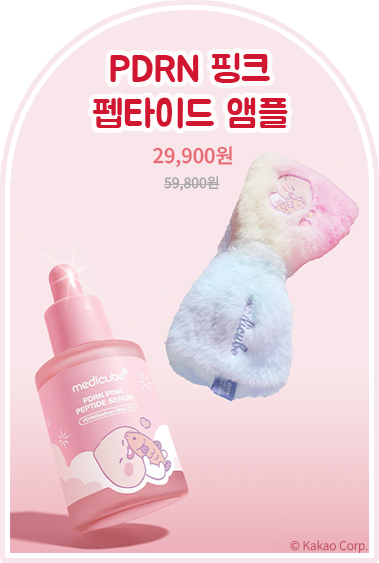 PDRN 핑크
펩타이드 앰플
29,900원
59,800원
medicube
PDRN PINK
PEPTIDE SERUM
medicube
© Kakao Corp.